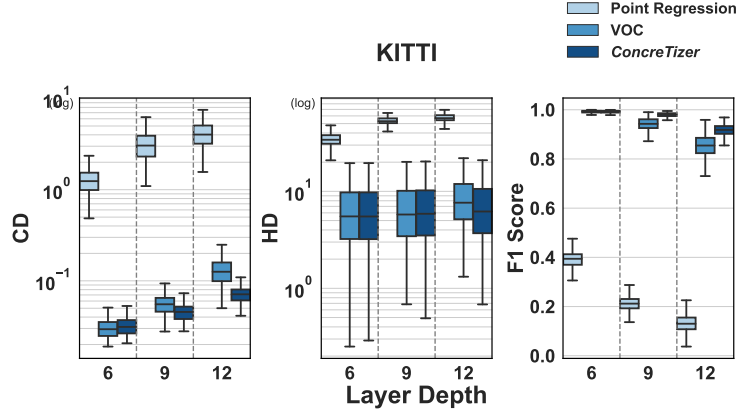 Point Regression
VOC
ConcreTizer
KITTI
CD
10^1
10^0
10^−1
6
9
12
HD
(log)
10^1
10^0
6
9
12
F1 Score
1.0
0.8
0.6
0.4
0.2
0.0
6
9
12
Layer Depth